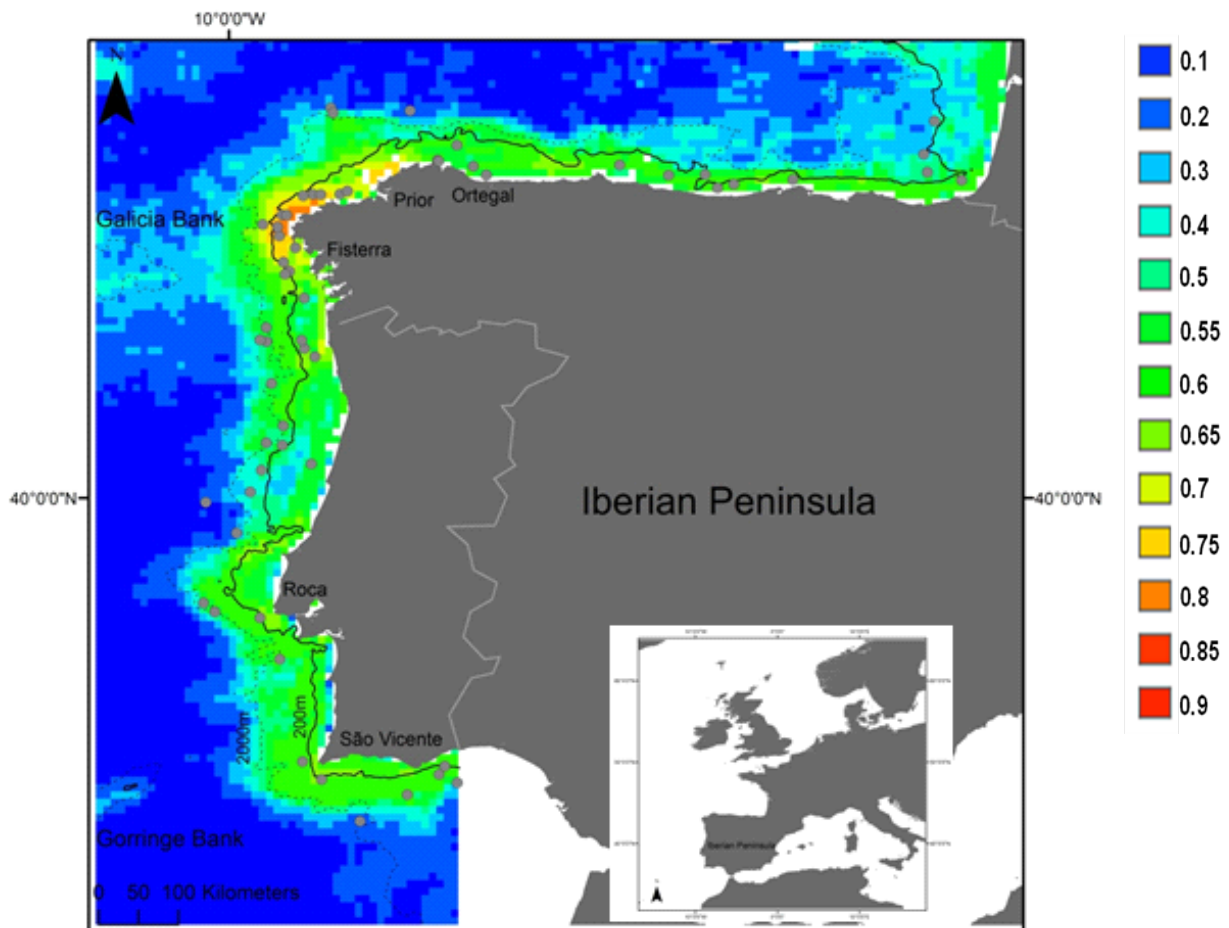 10°0'0"W
N
0.1
0.2
0.3
0.4
0.5
0.55
0.6
0.65
0.7
0.75
0.8
0.85
0.9
Prior
Ortegal
Galicia Bank
Fisterra
40°0'0"N
40°0'0"N
Iberian Peninsula
Roca
2000m
200m
São Vicente
Gorringe Bank
0 50 100 Kilometers
Iberian Peninsula